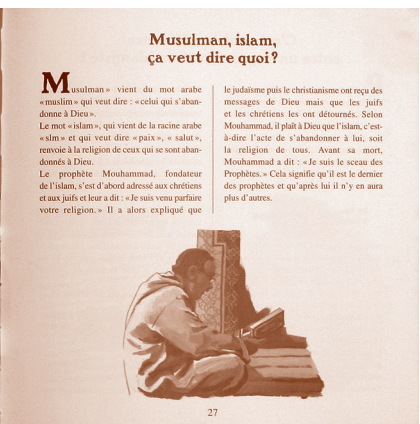 Musulman, islam,
ça veut dire quoi ?
Musulman » vient du mot arabe
« muslim » qui veut dire : « celui qui s'aban-
donne à Dieu ».
Le mot « islam », qui vient de la racine arabe
« slm » et qui veut dire « paix », « salut »,
renvoie à la religion de ceux qui se sont aban-
donnés à Dieu.
Le prophète Mouhammad, fondateur
de l'islam, s'est d'abord adressé aux chrétiens
et aux juifs et leur a dit : « Je suis venu parfaire
votre religion. » Il a alors expliqué que
le judaïsme puis le christianisme ont reçu des
messages de Dieu mais que les juifs
et les chrétiens les ont détournés. Selon
Mouhammad, il plaît à Dieu que l'islam, c'est-
à-dire l'acte de s'abandonner à lui, soit
la religion de tous. Avant sa mort,
Mouhammad a dit : « Je suis le sceau des
Prophètes. » Cela signifie qu'il est le dernier
des prophètes et qu'après lui il n'y en aura
plus d'autres.
27